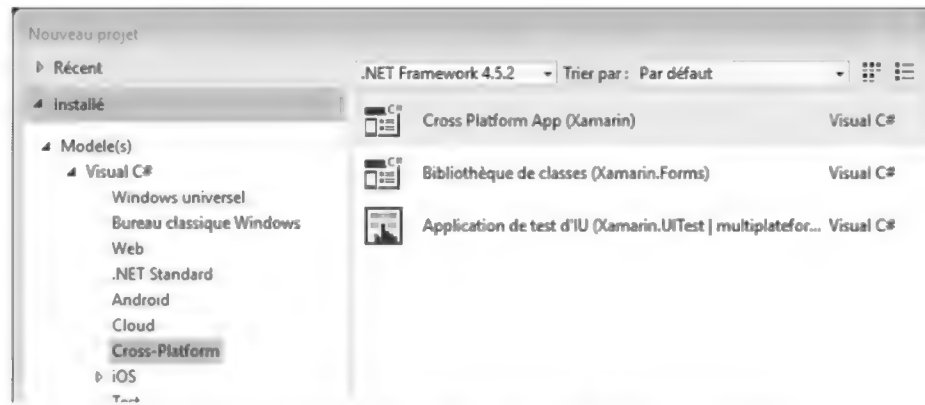 Nouveau projet
Récent
.NET Framework 4.5.2 Trier par : Par défaut
Installé
C#
Cross Platform App (Xamarin) Visual C#
Modele(s)
Visual C#
C#
Bibliothèque de classes (Xamarin.Forms) Visual C#
Windows universel
Bureau classique Windows
Application de test d'IU (Xamarin.UITest | multiplatefor... Visual C#
Web
.NET Standard
Android
Cloud
Cross-Platform
iOS
Test